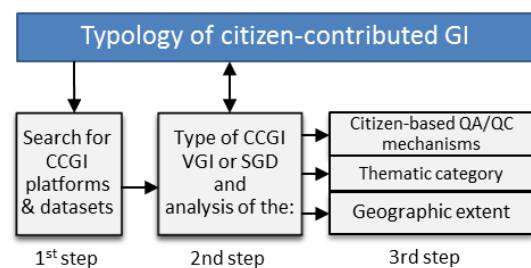 Typology of citizen-contributed GI
Search for
CCGI
platforms
& datasets
Type of CCGI
VGI or SGD
and
analysis of the:
Citizen-based QA/QC
mechanisms
Thematic category
Geographic extent
1st step
2nd step
3rd step